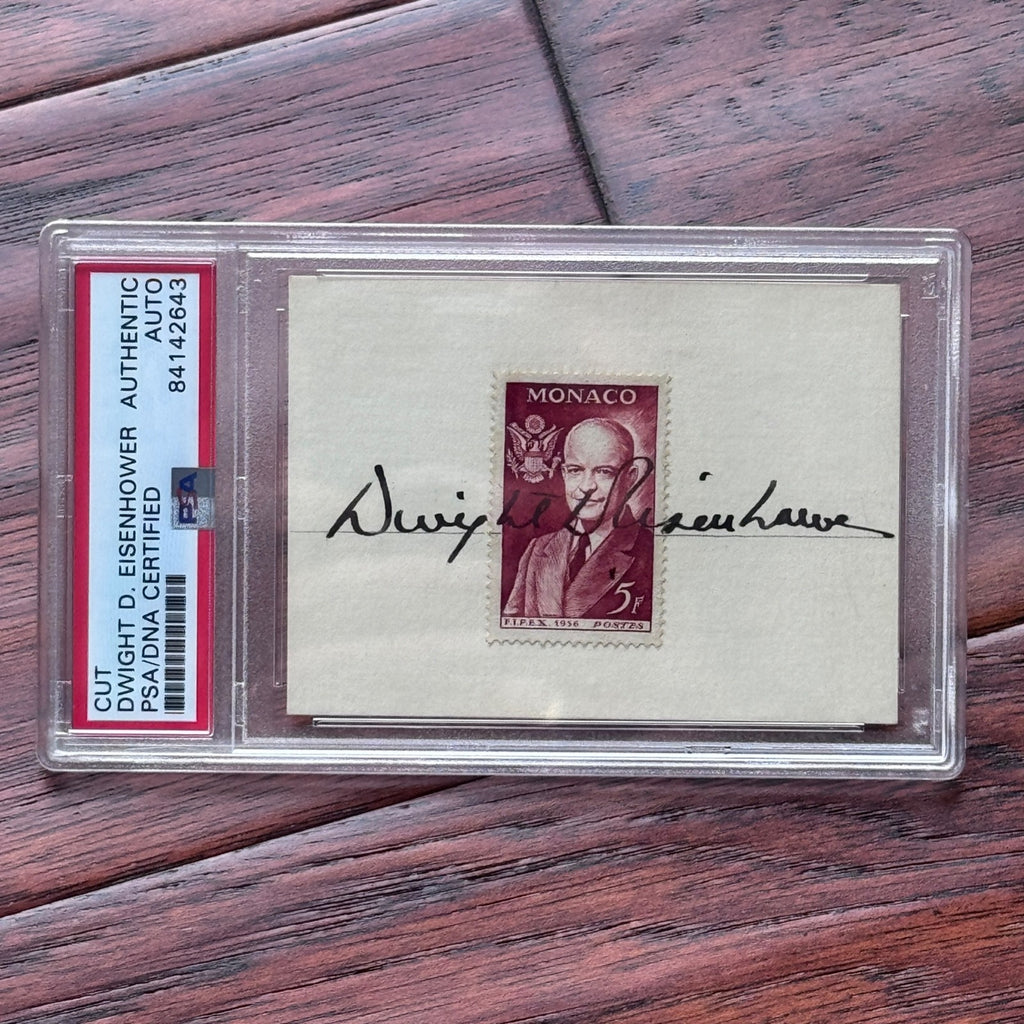 CUT
DWIGHT D. EISENHOWER AUTHENTIC
PSA/DNA CERTIFIED AUTO
84142643
PSA
MONACO
Dwight D Eisenhower
5F
F.I.P.E.X. 1956 POSTES